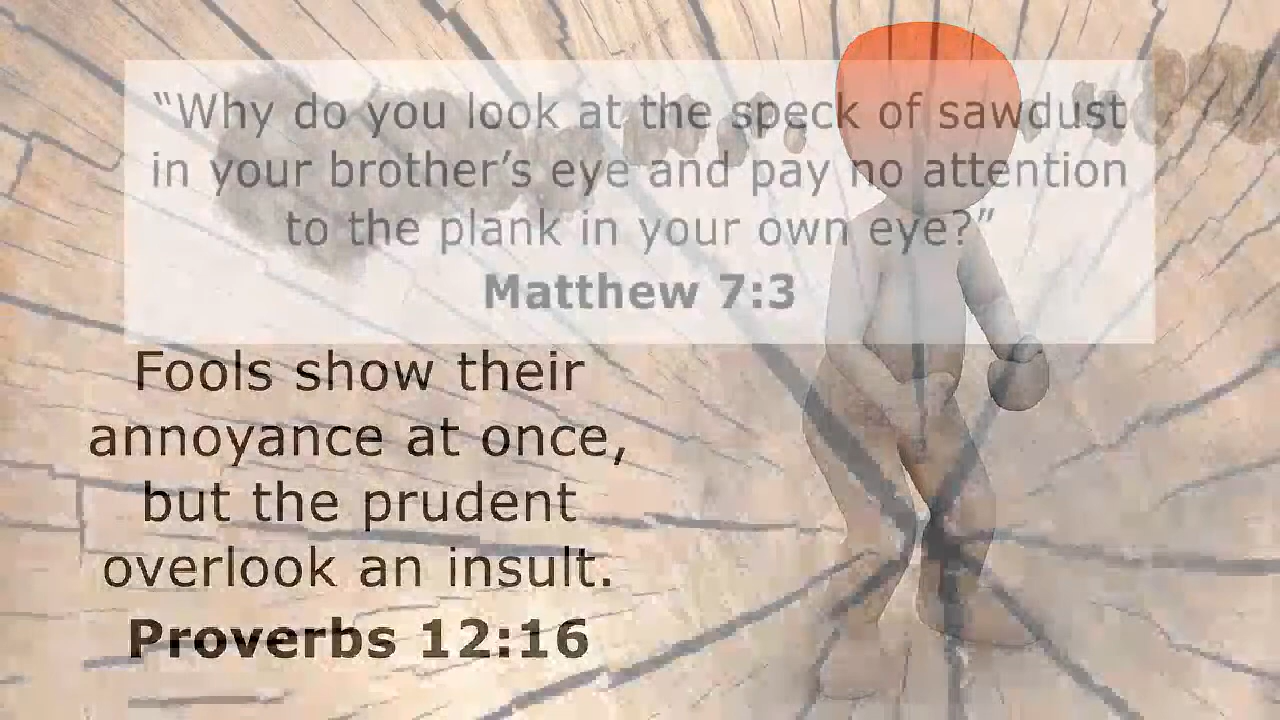 “Why do you look at the speck of sawdust
in your brother’s eye and pay no attention
to the plank in your own eye?”
Matthew 7:3
Fools show their
annoyance at once,
but the prudent
overlook an insult.
Proverbs 12:16